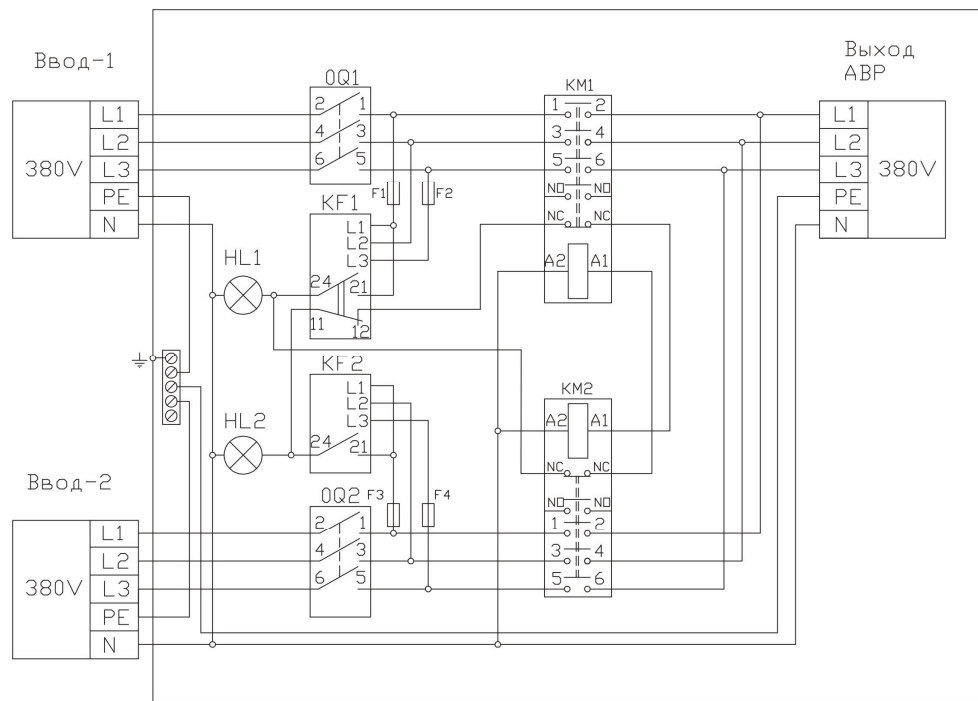 Ввод-1
380V
L1
L2
L3
PE
N
0Q1
2 1
4 3
6 5
KM1
1 2
3 4
5 6
NO NO
NC NC
A2 A1
Выход
АВР
L1
L2
L3
PE
N
380V
F1 F2
KF1
L1
L2
L3
24 21
11 12
HL1
KF2
L1
L2
L3
24 21
HL2
KM2
A2 A1
NC NC
NO NO
1 2
3 4
5 6
F3 F4
0Q2
2 1
4 3
6 5
Ввод-2
380V
L1
L2
L3
PE
N